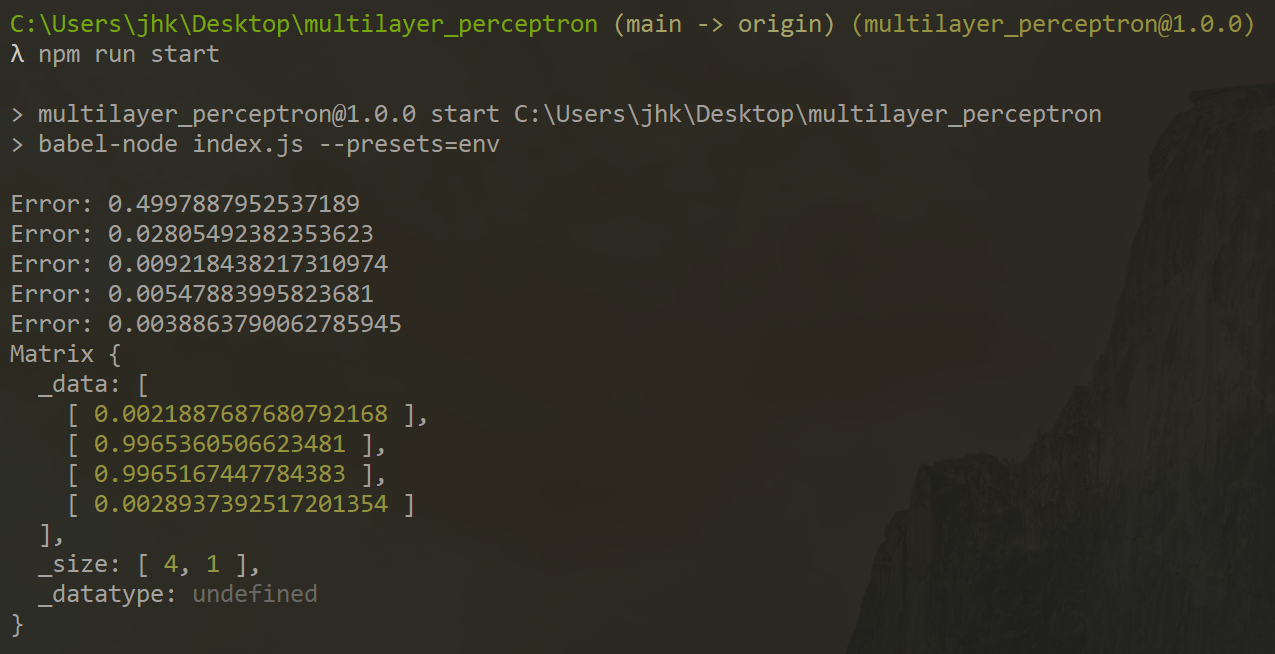 C:\Users\jhk\Desktop\multilayer_perceptron (main -> origin) (multilayer_perceptron@1.0.0)
λ npm run start
> multilayer_perceptron@1.0.0 start C:\Users\jhk\Desktop\multilayer_perceptron
> babel-node index.js --presets=env
Error: 0.4997887952537189
Error: 0.02805492382353623
Error: 0.009218438217310974
Error: 0.00547883995823681
Error: 0.0038863790062785945
Matrix {
  _data: [
    [ 0.0021887687680792168 ],
    [ 0.9965360506623481 ],
    [ 0.9965167447784383 ],
    [ 0.0028937392517201354 ]
  ],
  _size: [ 4, 1 ],
  _datatype: undefined
}